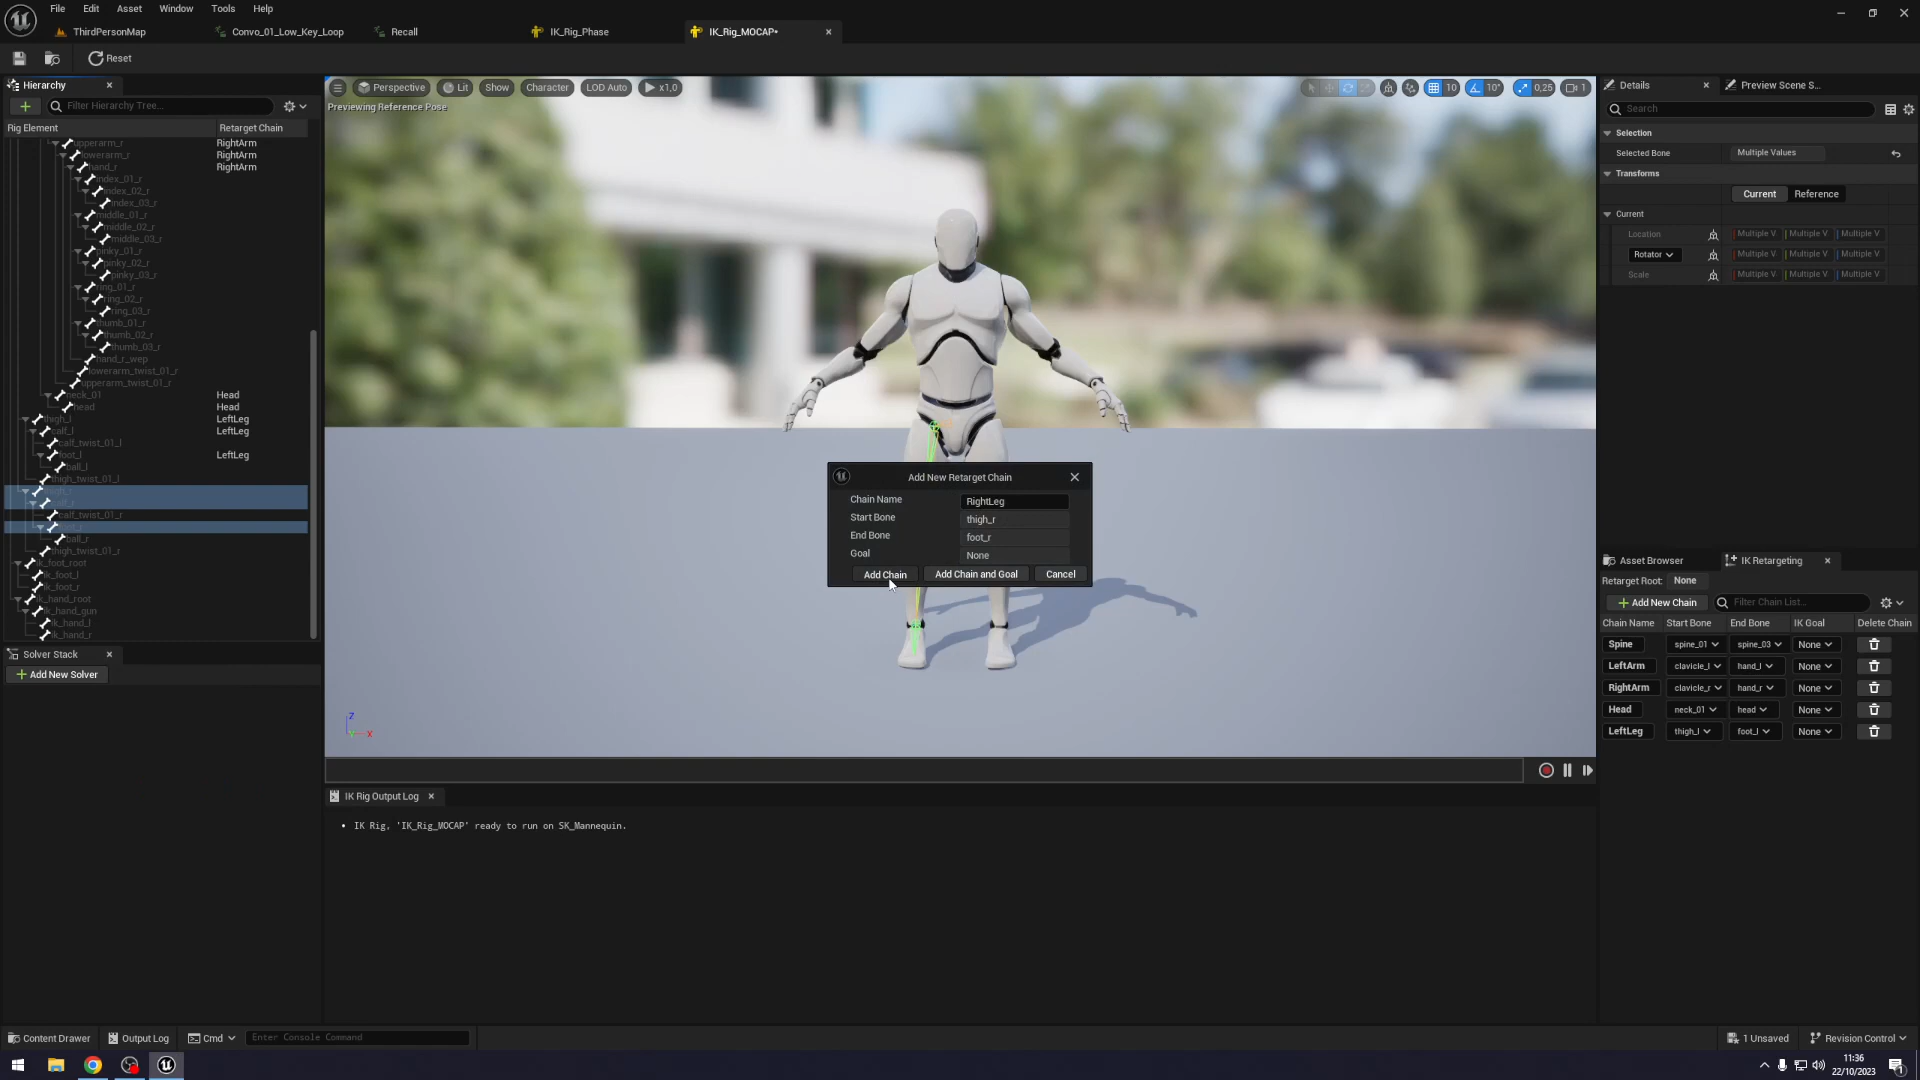 File Edit Asset Window Tools Help
ThirdPersonMap Convo_01_Low_Key_Loop Recall IK_Rig_Phase IK_Rig_MOCAP•
Reset
Hierarchy
Filter Hierarchy Tree...
Rig Element Retarget Chain
upperarm_r RightArm
lowerarm_r RightArm
hand_r RightArm
index_01_r
index_02_r
index_03_r
middle_01_r
middle_02_r
middle_03_r
pinky_01_r
pinky_02_r
pinky_03_r
ring_01_r
ring_02_r
ring_03_r
thumb_01_r
thumb_02_r
thumb_03_r
hand_r_wep
lowerarm_twist_01_r
upperarm_twist_01_r
neck_01 Head
head Head
thigh_l LeftLeg
calf_l LeftLeg
calf_twist_01_l
foot_l LeftLeg
ball_l
thigh_twist_01_l
thigh_r
calf_r
calf_twist_01_r
foot_r
ball_r
thigh_twist_01_r
ik_foot_root
ik_foot_l
ik_foot_r
ik_hand_root
ik_hand_gun
ik_hand_l
ik_hand_r
Solver Stack
Add New Solver
Perspective Lit Show Character LOD Auto x1,0 10 10° 0,25 1
Previewing Reference Pose
Add New Retarget Chain
Chain Name RightLeg
Start Bone thigh_r
End Bone foot_r
Goal None
Add Chain Add Chain and Goal Cancel
Z
X
IK Rig Output Log
• IK Rig, 'IK_Rig_MOCAP' ready to run on SK_Mannequin.
Details Preview Scene S...
Search
Selection
Selected Bone Multiple Values
Transforms
Current Reference
Current
Location Multiple V Multiple V Multiple V
Rotator Multiple V Multiple V Multiple V
Scale Multiple V Multiple V Multiple V
Asset Browser IK Retargeting
Retarget Root: None
Add New Chain Filter Chain List...
Chain Name Start Bone End Bone IK Goal Delete Chain
Spine spine_01 spine_03 None
LeftArm clavicle_l hand_l None
RightArm clavicle_r hand_r None
Head neck_01 head None
LeftLeg thigh_l foot_l None
Content Drawer Output Log Cmd Enter Console Command 1 Unsaved Revision Control
11:36
22/10/2023
1